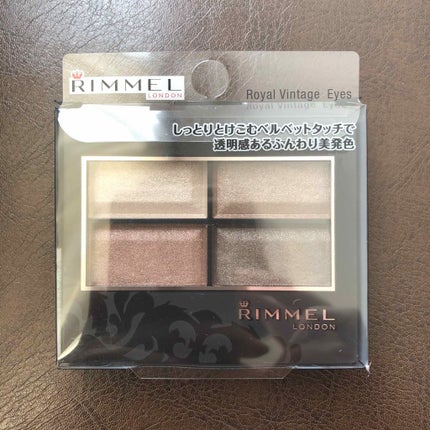 RIMMEL
LONDON
Royal Vintage Eyes
Royal Vintage Eyes
しっとりとけこむベルベットタッチで
透明感あるふんわり美発色
RIMMEL
LONDON